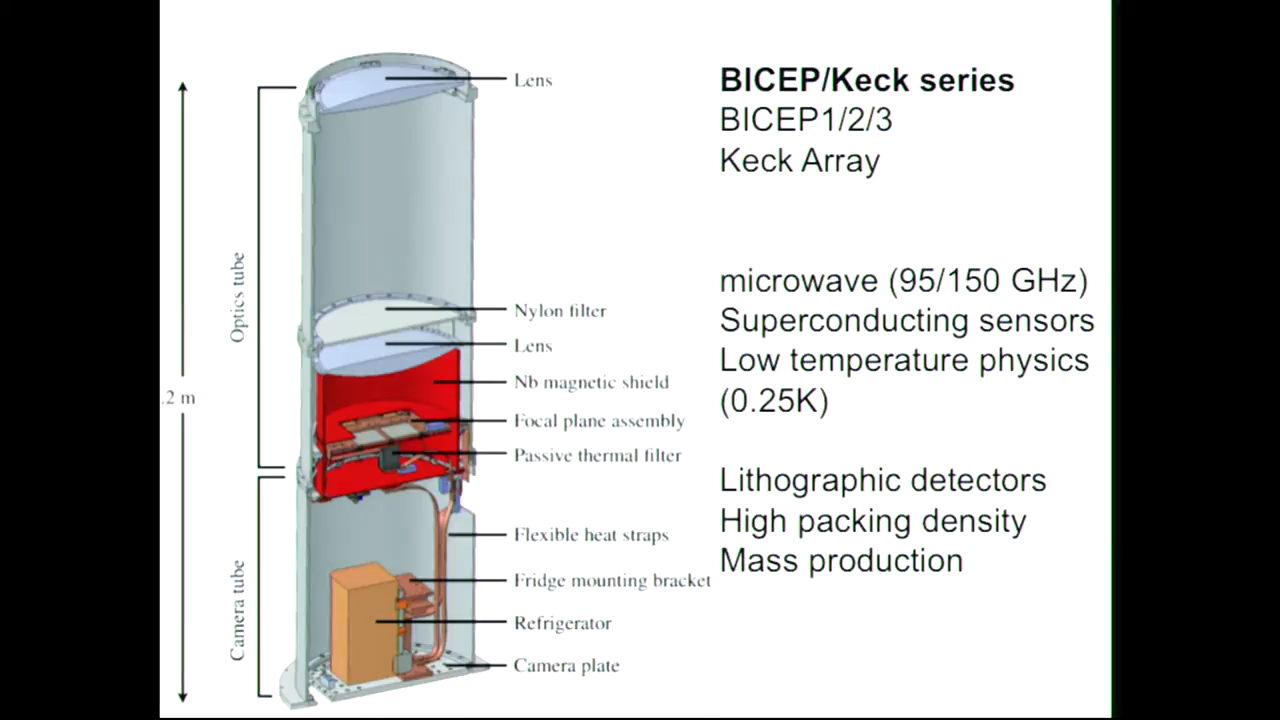 BICEP/Keck series
BICEP1/2/3
Keck Array
microwave (95/150 GHz)
Superconducting sensors
Low temperature physics
(0.25K)
Lithographic detectors
High packing density
Mass production
Lens
Nylon filter
Lens
Nb magnetic shield
Focal plane assembly
Passive thermal filter
Flexible heat straps
Fridge mounting bracket
Refrigerator
Camera plate
Optics tube
Camera tube
.2 m